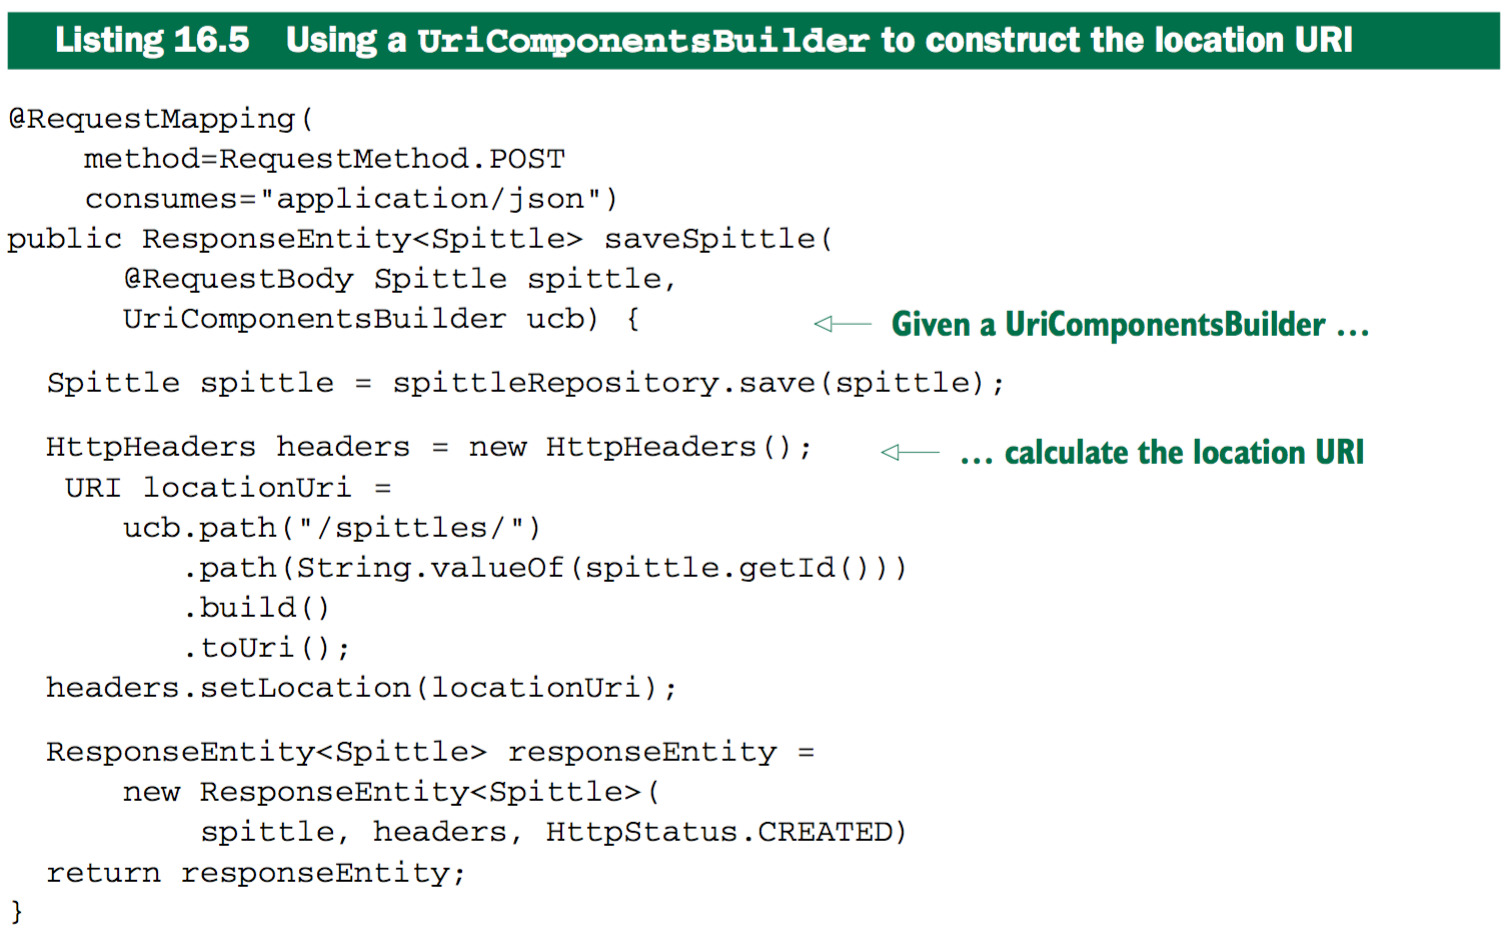 Listing 16.5 Using a UriComponentsBuilder to construct the location URI
@RequestMapping(
method=RequestMethod.POST
consumes="application/json")
public ResponseEntity<Spittle> saveSpittle(
@RequestBody Spittle spittle,
UriComponentsBuilder ucb) {
Given a UriComponentsBuilder …
Spittle spittle = spittleRepository.save(spittle);
HttpHeaders headers = new HttpHeaders();
… calculate the location URI
URI locationUri =
ucb.path("/spittles/")
.path(String.valueOf(spittle.getId()))
.build()
.toUri();
headers.setLocation(locationUri);
ResponseEntity<Spittle> responseEntity =
new ResponseEntity<Spittle>(
spittle, headers, HttpStatus.CREATED)
return responseEntity;
}